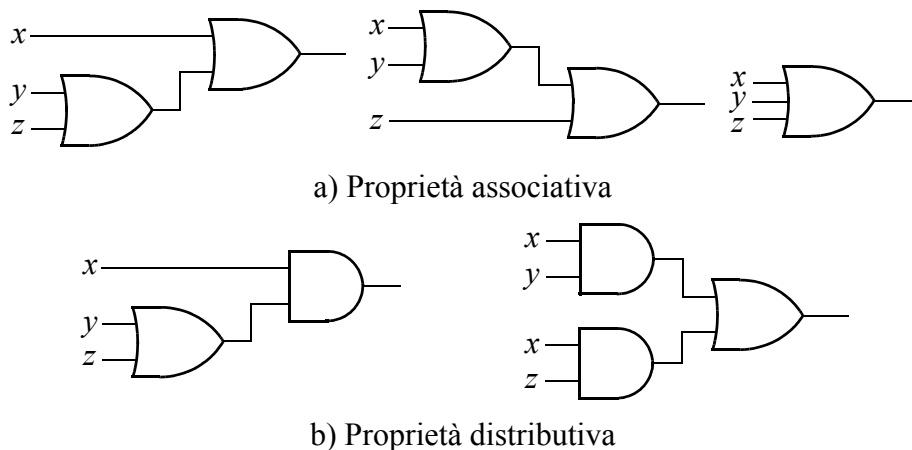 x
y
z
x
y
z
x
y
z
a) Proprietà associativa
x
y
z
x
y
x
z
b) Proprietà distributiva